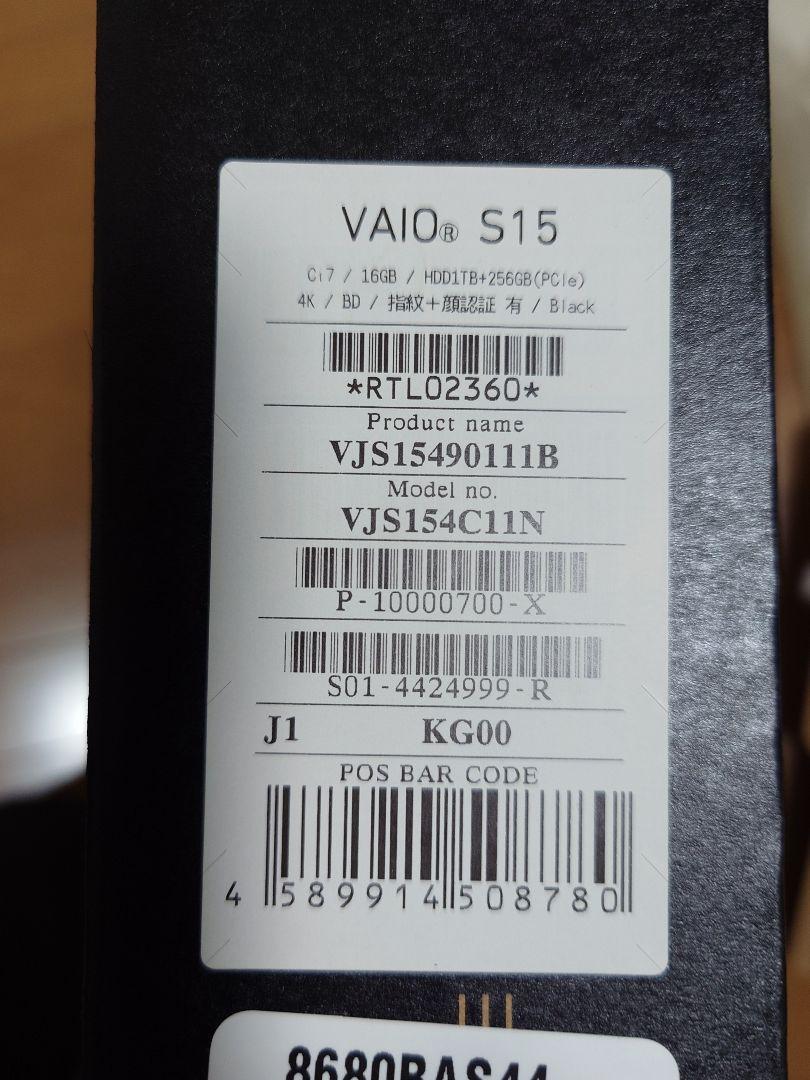 VAIO® S15
Ci7 / 16GB / HDD1TB+256GB(PCIe)
4K / BD / 指紋+顔認証 有 / Black
*RTL02360*
Product name
VJS15490111B
Model no.
VJS154C11N
P-10000700-X
S01-4424999-R
J1 KG00
POS BAR CODE
4 589914 508780
8680BAS44